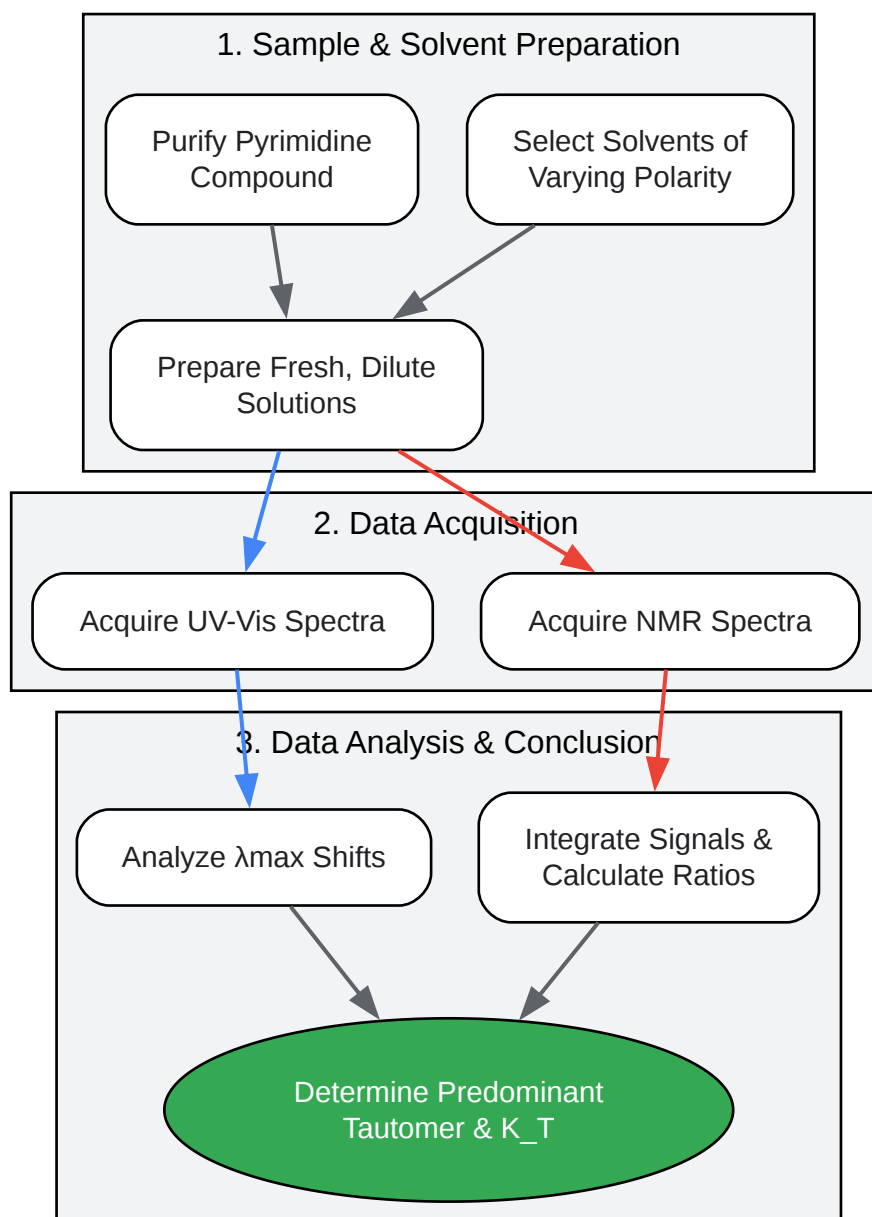 1. Sample & Solvent Preparation
Purify Pyrimidine
Compound
Select Solvents of
Varying Polarity
Prepare Fresh, Dilute
Solutions
2. Data Acquisition
Acquire UV-Vis Spectra
Acquire NMR Spectra
3. Data Analysis & Conclusion
Analyze λmax Shifts
Integrate Signals &
Calculate Ratios
Determine Predominant
Tautomer & K_T